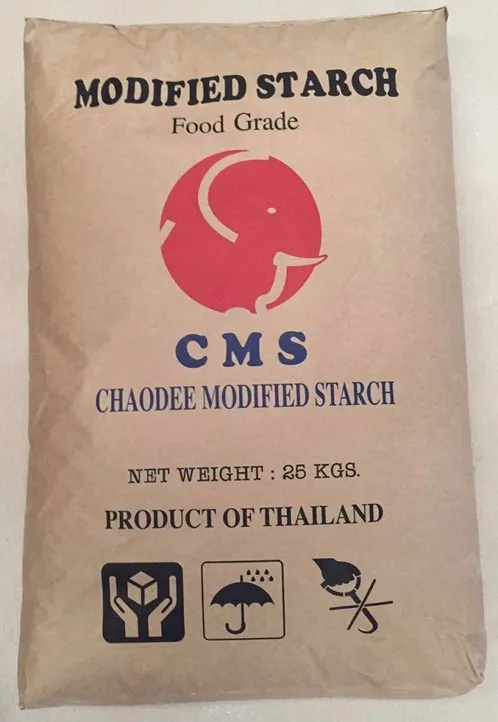 MODIFIED STARCH
Food Grade
CMS
CHAODEE MODIFIED STARCH
NET WEIGHT : 25 KGS.
PRODUCT OF THAILAND